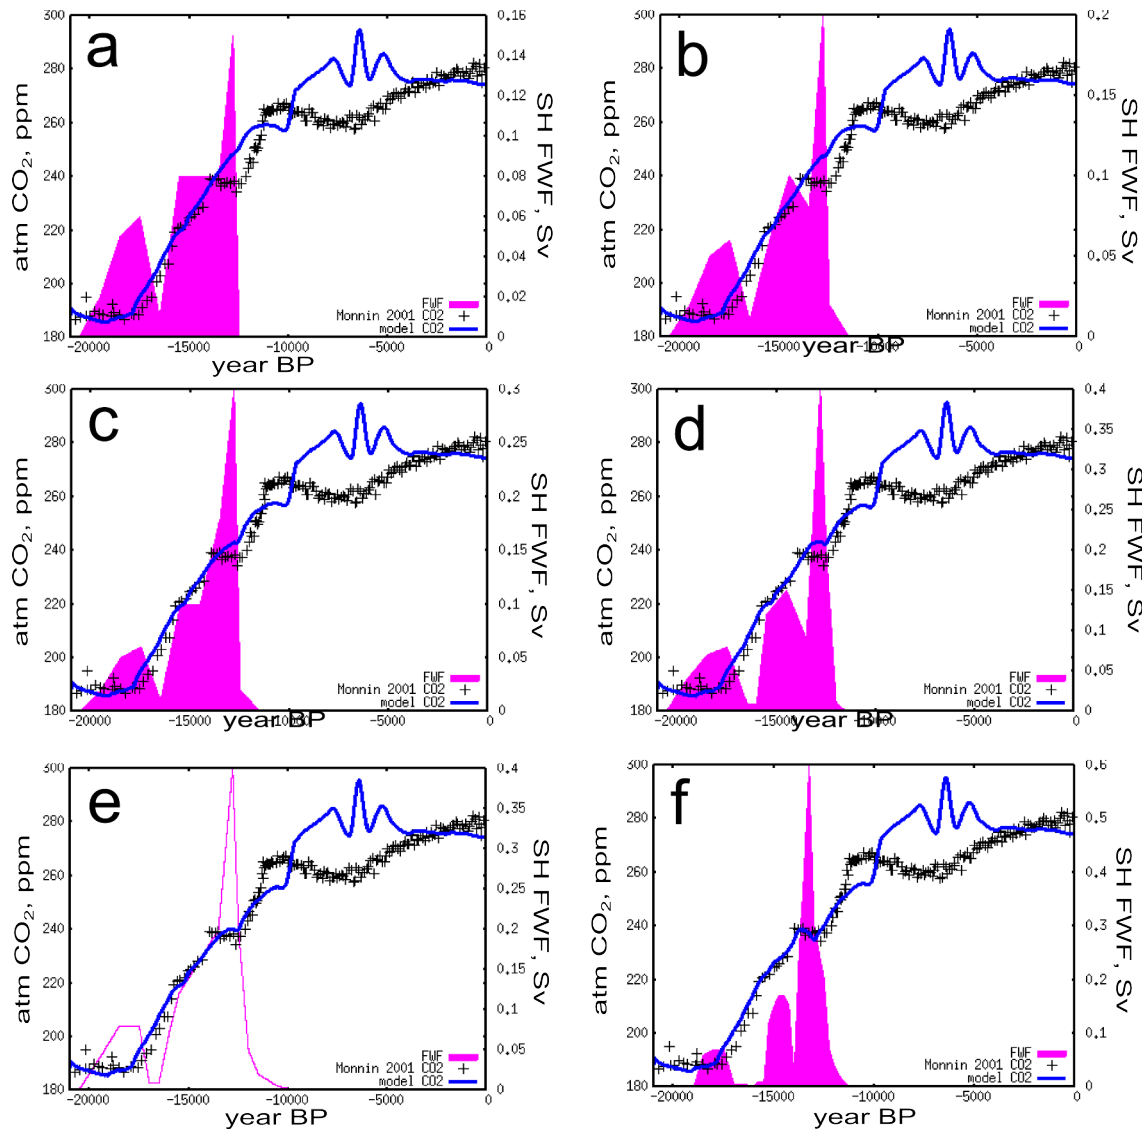 a
atm CO₂, ppm
300
280
260
240
220
200
190
180
0.16
0.14
0.12
0.1
0.08
0.06
0.04
0.02
0
SH FWF, Sv
FWF
Monnin 2001 CO2
model CO2
-20000 -15000 -10000 -5000 0
year BP
b
atm CO₂, ppm
300
280
260
240
220
200
180
0.2
0.15
0.1
0.05
0
SH FWF, Sv
FWF
Monnin 2001 CO2
model CO2
-20000 -15000 -10000 -5000 0
year BP
c
atm CO₂, ppm
300
280
260
240
220
200
180
0.3
0.25
0.2
0.15
0.1
0.05
0
SH FWF, Sv
FWF
Monnin 2001 CO2
model CO2
-20000 -15000 -10000 -5000 0
year BP
d
atm CO₂, ppm
300
280
260
240
220
200
180
0.4
0.35
0.3
0.25
0.2
0.15
0.1
0.05
0
SH FWF, Sv
FWF
Monnin 2001 CO2
model CO2
-20000 -15000 -10000 -5000 0
year BP
e
atm CO₂, ppm
300
280
260
240
220
200
180
0.4
0.35
0.3
0.25
0.2
0.15
0.1
0.05
0
SH FWF, Sv
FWF
Monnin 2001 CO2
model CO2
-20000 -15000 -10000 -5000 0
year BP
f
atm CO₂, ppm
300
280
260
240
220
200
180
0.6
0.5
0.4
0.3
0.2
0.1
0
SH FWF, Sv
FWF
Monnin 2001 CO2
model CO2
-20000 -15000 -10000 -5000 0
year BP